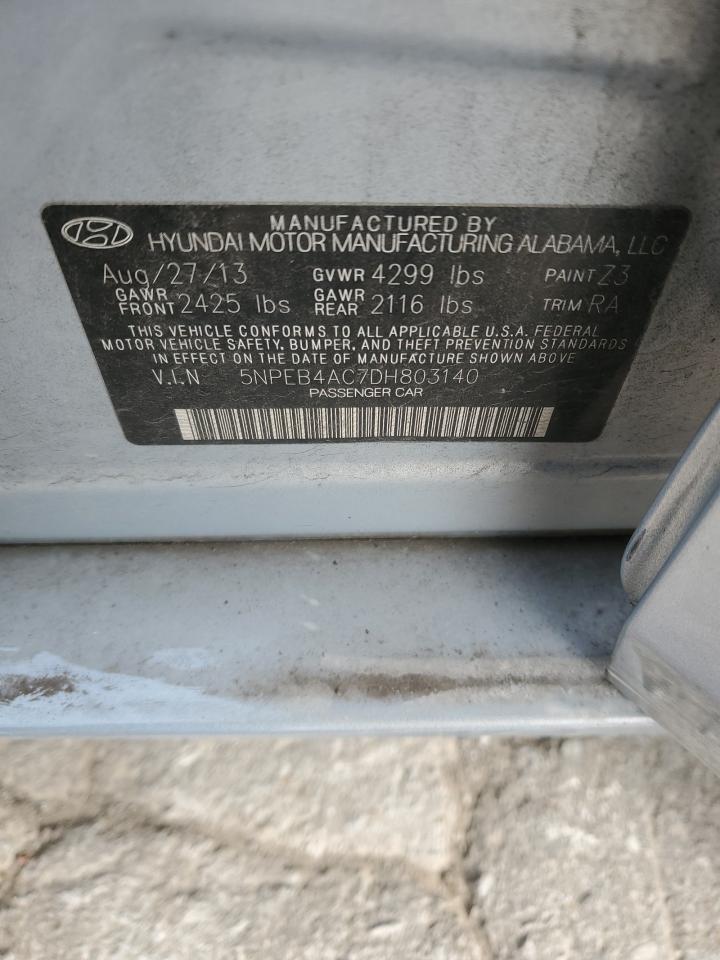 MANUFACTURED BY
HYUNDAI MOTOR MANUFACTURING ALABAMA, LLC
Aug/27/13 GVWR 4299 lbs PAINT Z3
GAWR FRONT 2425 lbs GAWR REAR 2116 lbs TRIM RA
THIS VEHICLE CONFORMS TO ALL APPLICABLE U.S.A. FEDERAL
MOTOR VEHICLE SAFETY, BUMPER, AND THEFT PREVENTION STANDARDS
IN EFFECT ON THE DATE OF MANUFACTURE SHOWN ABOVE
V.I.N 5NPEB4AC7DH803140
PASSENGER CAR